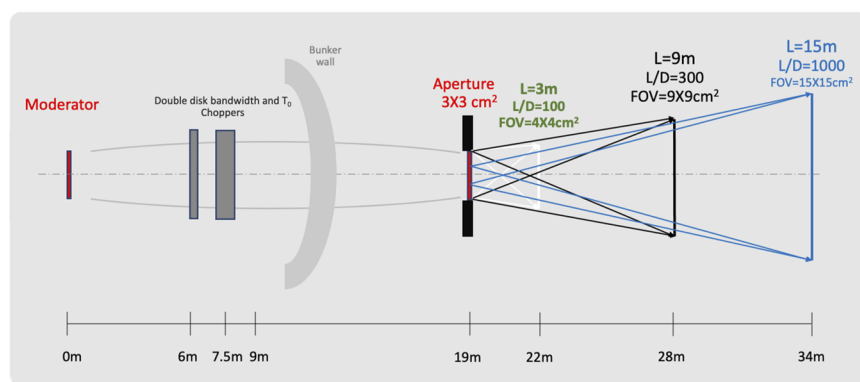 Bunker
wall
L=15m
L/D=1000
FOV=15X15cm²
L=9m
L/D=300
FOV=9X9cm²
Aperture
3X3 cm²
L=3m
L/D=100
FOV=4X4cm²
Moderator
Double disk bandwidth and T₀
Choppers
0m 6m 7.5m 9m 19m 22m 28m 34m